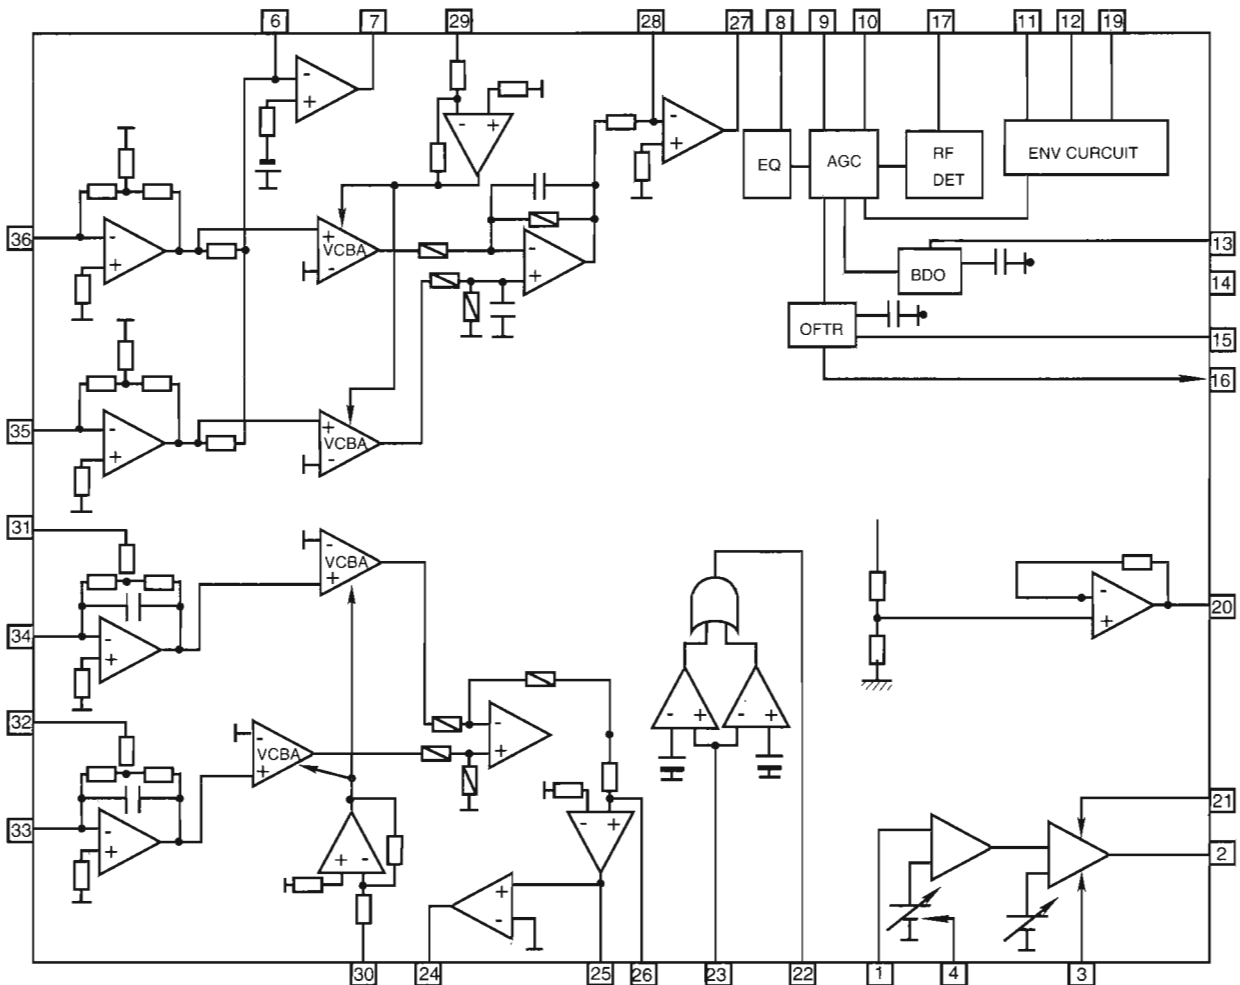 6 7 29 28 27 8 9 10 17 11 12 19
- +
- +
- +
EQ AGC RF DET ENV CURCUIT
36
- +
+ VCBA -
- +
BDO
13
14
OFTR
15
16
35
- +
+ VCBA -
31
- VCBA +
34
- +
- +
20
32
- VCBA +
- +
- + - +
33
- +
+ -
- +
21
2
+ -
30 24 25 26 23 22 1 4 3